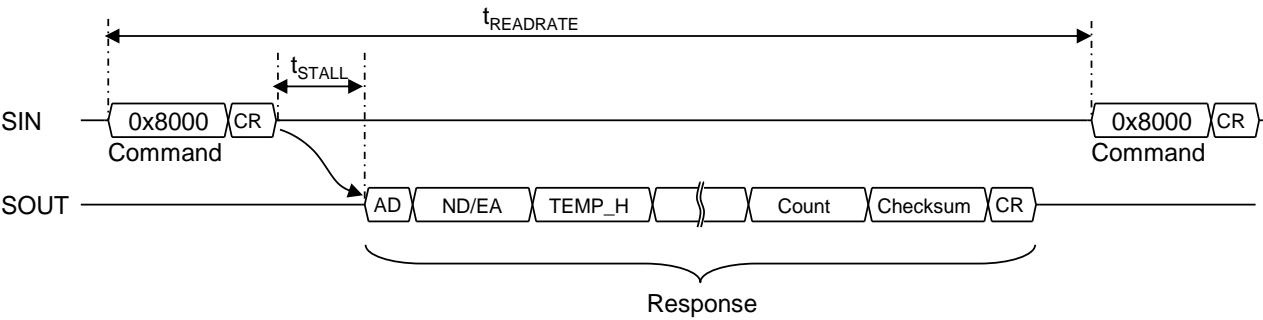 tREADRATE
tSTALL
SIN 0x8000 CR 0x8000 CR
Command Command
SOUT AD ND/EA TEMP_H Count Checksum CR
Response